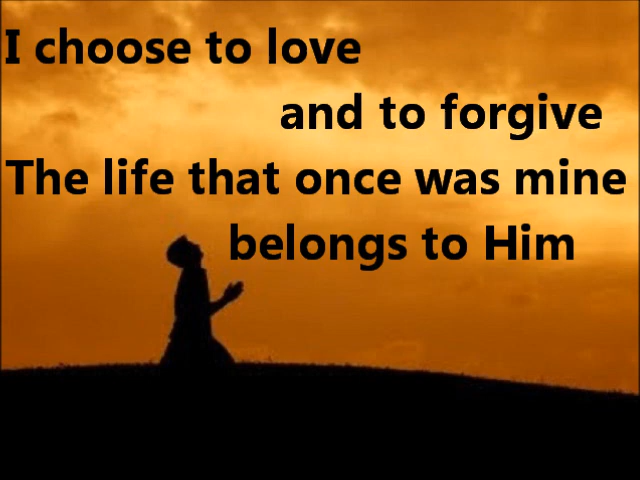 I choose to love
and to forgive
The life that once was mine
belongs to Him